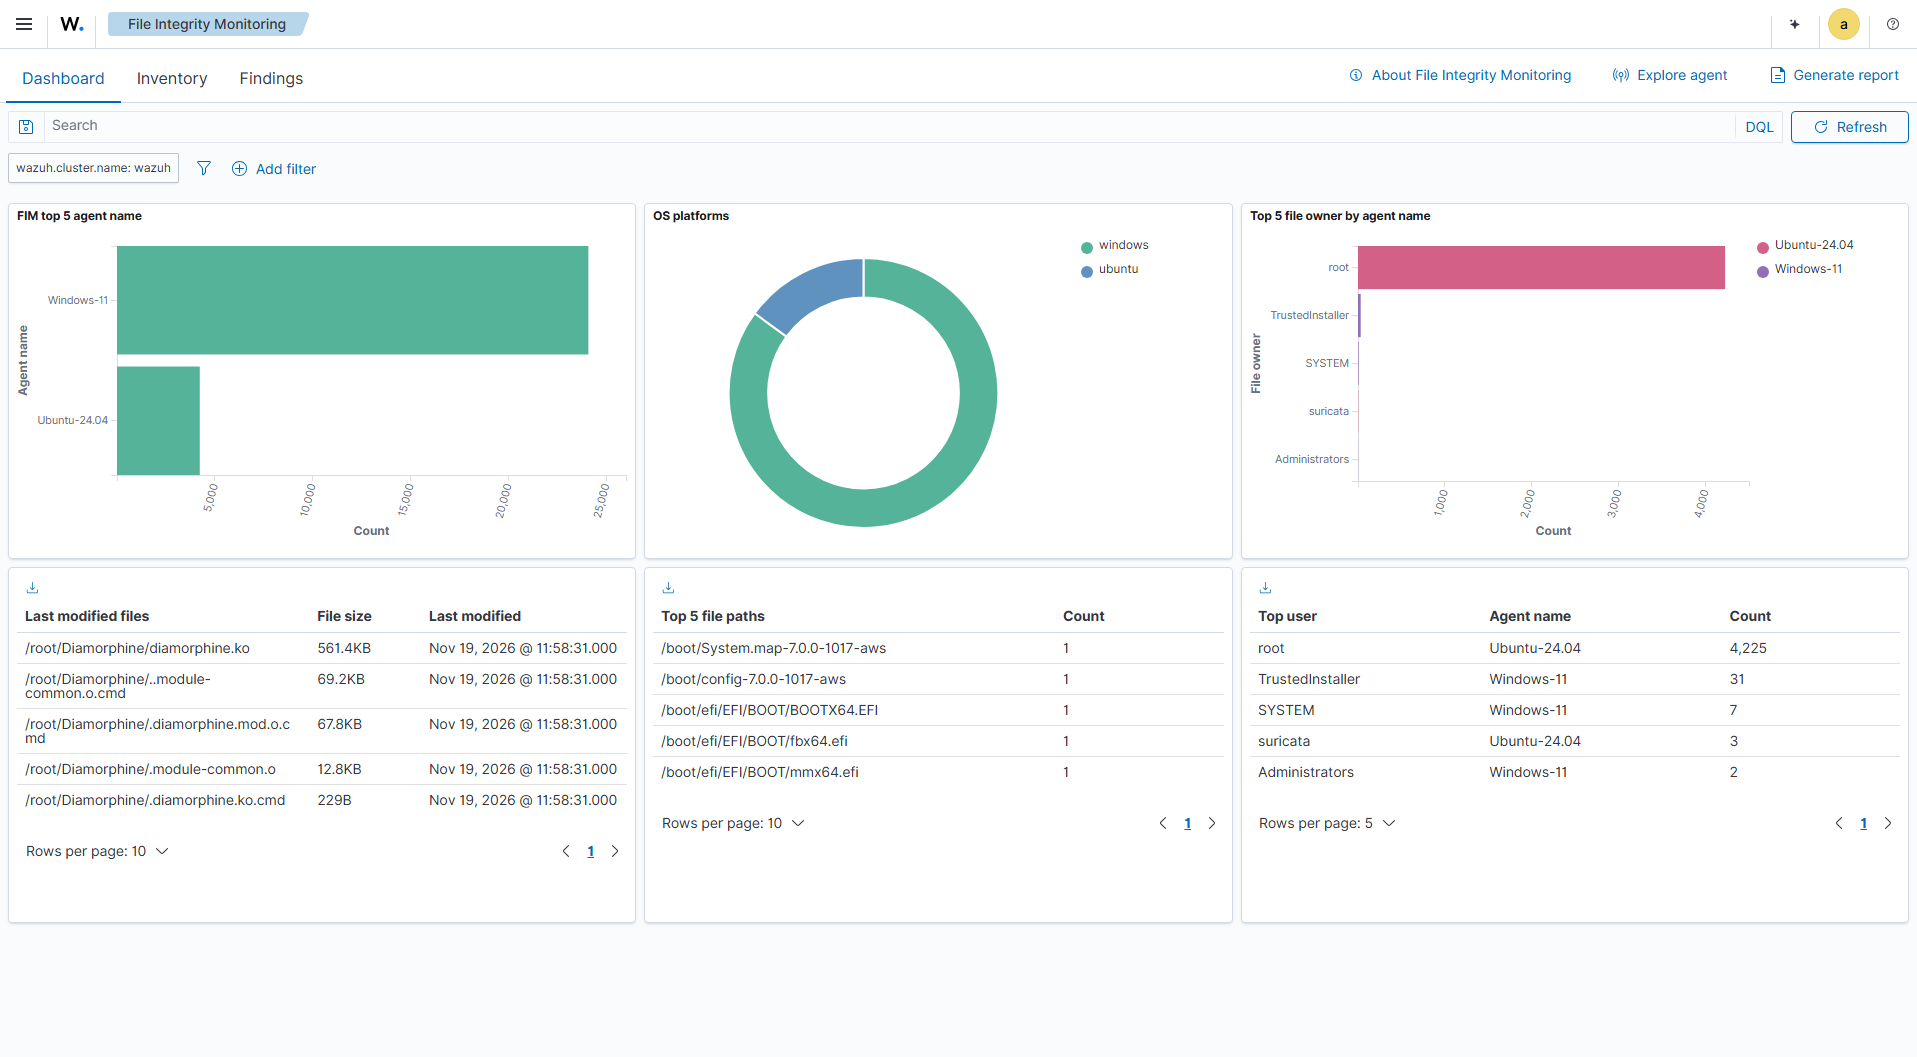 W.
File Integrity Monitoring
a
Dashboard
Inventory
Findings
About File Integrity Monitoring
Explore agent
Generate report
Search
DQL
Refresh
wazuh.cluster.name: wazuh
Add filter
FIM top 5 agent name
Agent name
Windows-11
Ubuntu-24.04
5,000
10,000
15,000
20,000
25,000
Count
OS platforms
windows
ubuntu
Top 5 file owner by agent name
File owner
root
TrustedInstaller
SYSTEM
suricata
Administrators
1,000
2,000
3,000
4,000
Count
Ubuntu-24.04
Windows-11
Last modified files File size Last modified
/root/Diamorphine/diamorphine.ko 561.4KB Nov 19, 2026 @ 11:58:31.000
/root/Diamorphine/..module-
common.o.cmd 69.2KB Nov 19, 2026 @ 11:58:31.000
/root/Diamorphine/.diamorphine.mod.o.c
md 67.8KB Nov 19, 2026 @ 11:58:31.000
/root/Diamorphine/.module-common.o 12.8KB Nov 19, 2026 @ 11:58:31.000
/root/Diamorphine/.diamorphine.ko.cmd 229B Nov 19, 2026 @ 11:58:31.000
Rows per page: 10
1
Top 5 file paths Count
/boot/System.map-7.0.0-1017-aws 1
/boot/config-7.0.0-1017-aws 1
/boot/efi/EFI/BOOT/BOOTX64.EFI 1
/boot/efi/EFI/BOOT/fbx64.efi 1
/boot/efi/EFI/BOOT/mmx64.efi 1
Rows per page: 10
1
Top user Agent name Count
root Ubuntu-24.04 4,225
TrustedInstaller Windows-11 31
SYSTEM Windows-11 7
suricata Ubuntu-24.04 3
Administrators Windows-11 2
Rows per page: 5
1